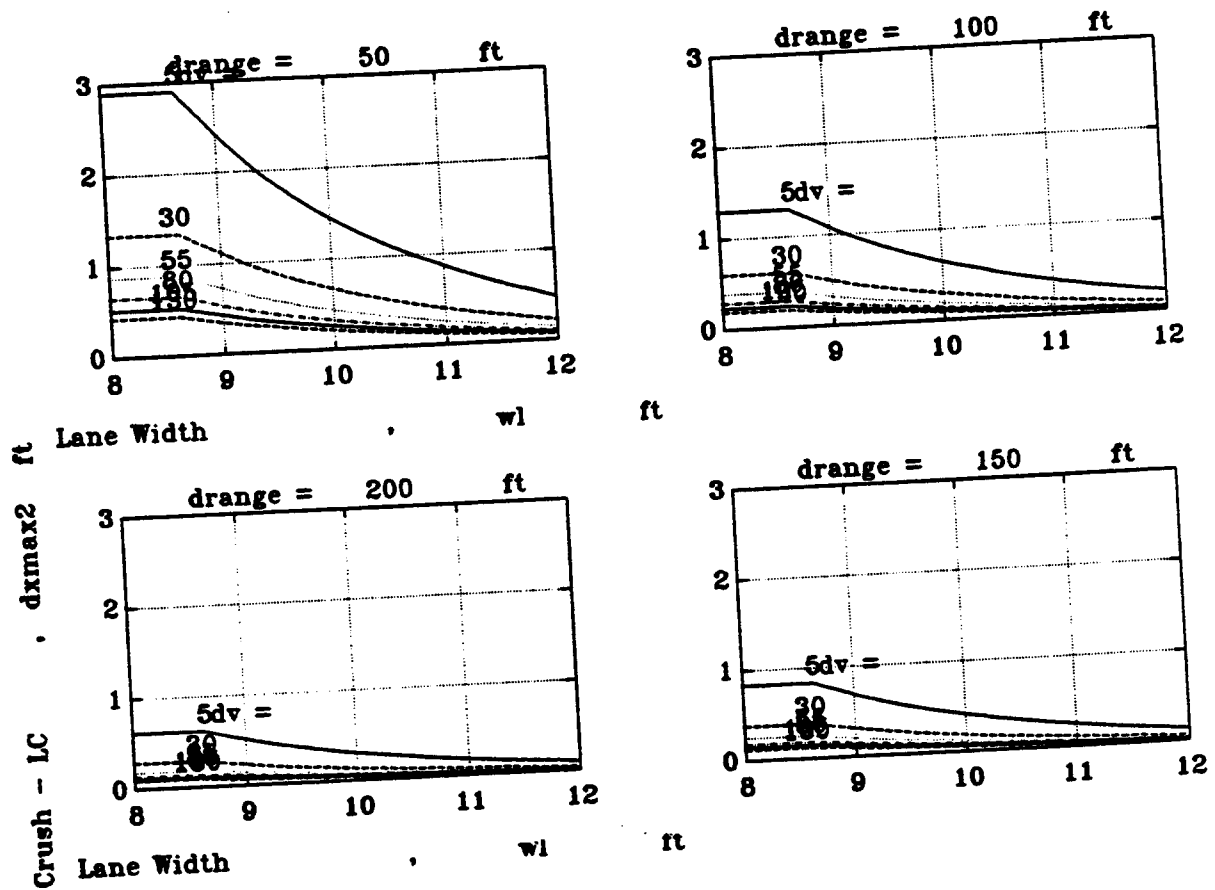 drange = 50 ft
5dv =
3
2
1
0
30
55
80
130
8 9 10 11 12
drange = 100 ft
3
2
1
0
5dv =
30
8 9 10 11 12
Lane Width , wl ft
Crush - LC , dxmax2 ft
drange = 200 ft
3
2
1
0
5dv =
30
8 9 10 11 12
drange = 150 ft
3
2
1
0
5dv =
30
8 9 10 11 12
Lane Width , wl ft